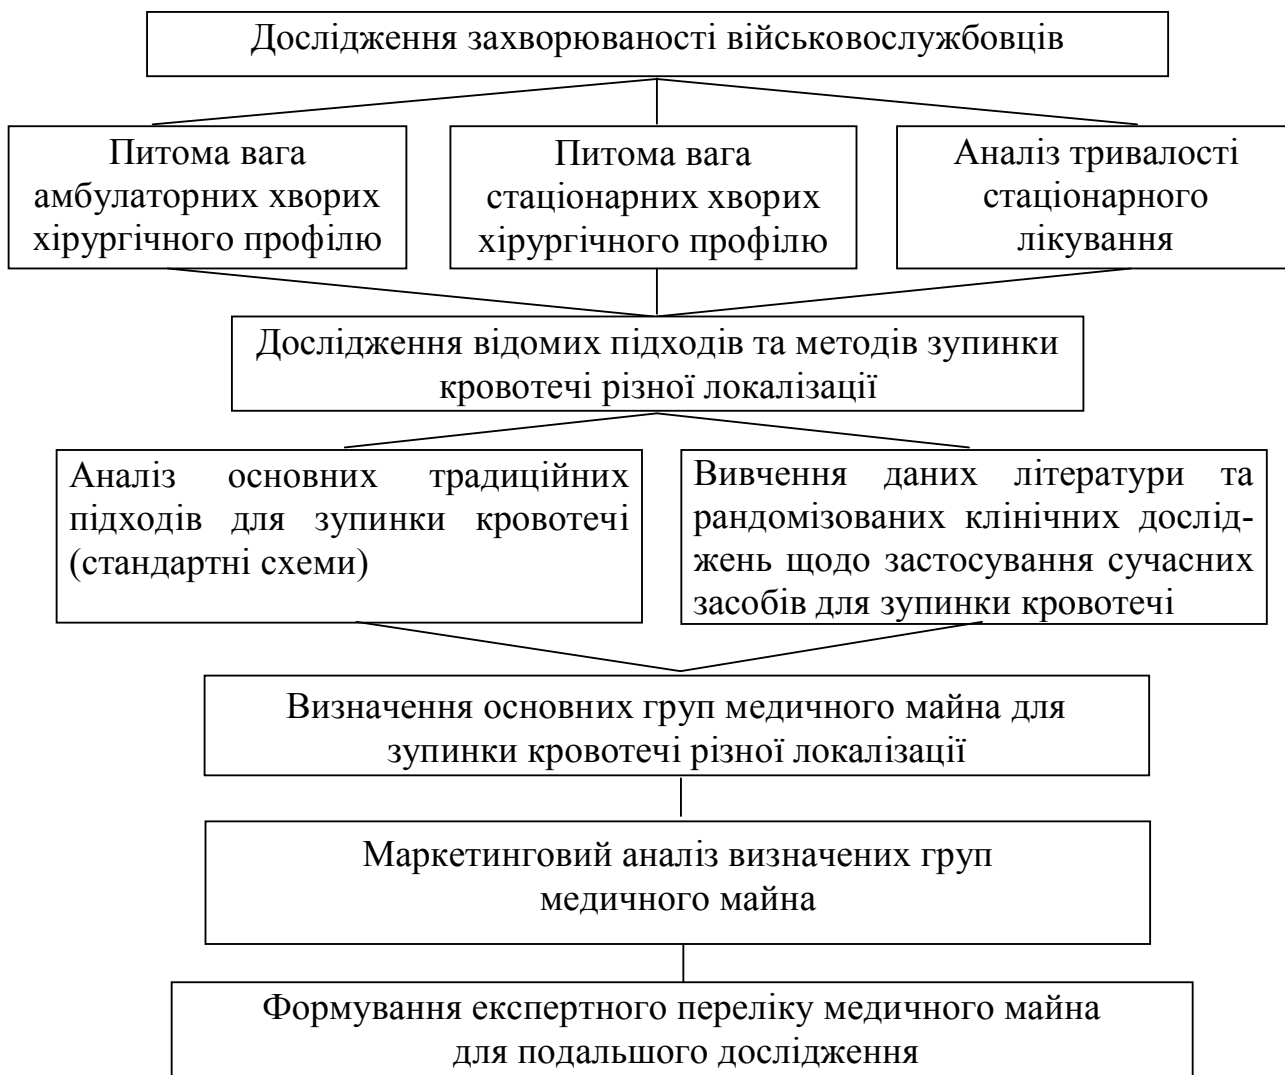 Дослідження захворюваності військовослужбовців
Питома вага
амбулаторних хворих
хірургічного профілю
Питома вага
стаціонарних хворих
хірургічного профілю
Аналіз тривалості
стаціонарного
лікування
Дослідження відомих підходів та методів зупинки
кровотечі різної локалізації
Аналіз основних традиційних
підходів для зупинки кровотечі
(стандартні схеми)
Вивчення даних літератури та
рандомізованих клінічних дослід-
жень щодо застосування сучасних
засобів для зупинки кровотечі
Визначення основних груп медичного майна для
зупинки кровотечі різної локалізації
Маркетинговий аналіз визначених груп
медичного майна
Формування експертного переліку медичного майна
для подальшого дослідження